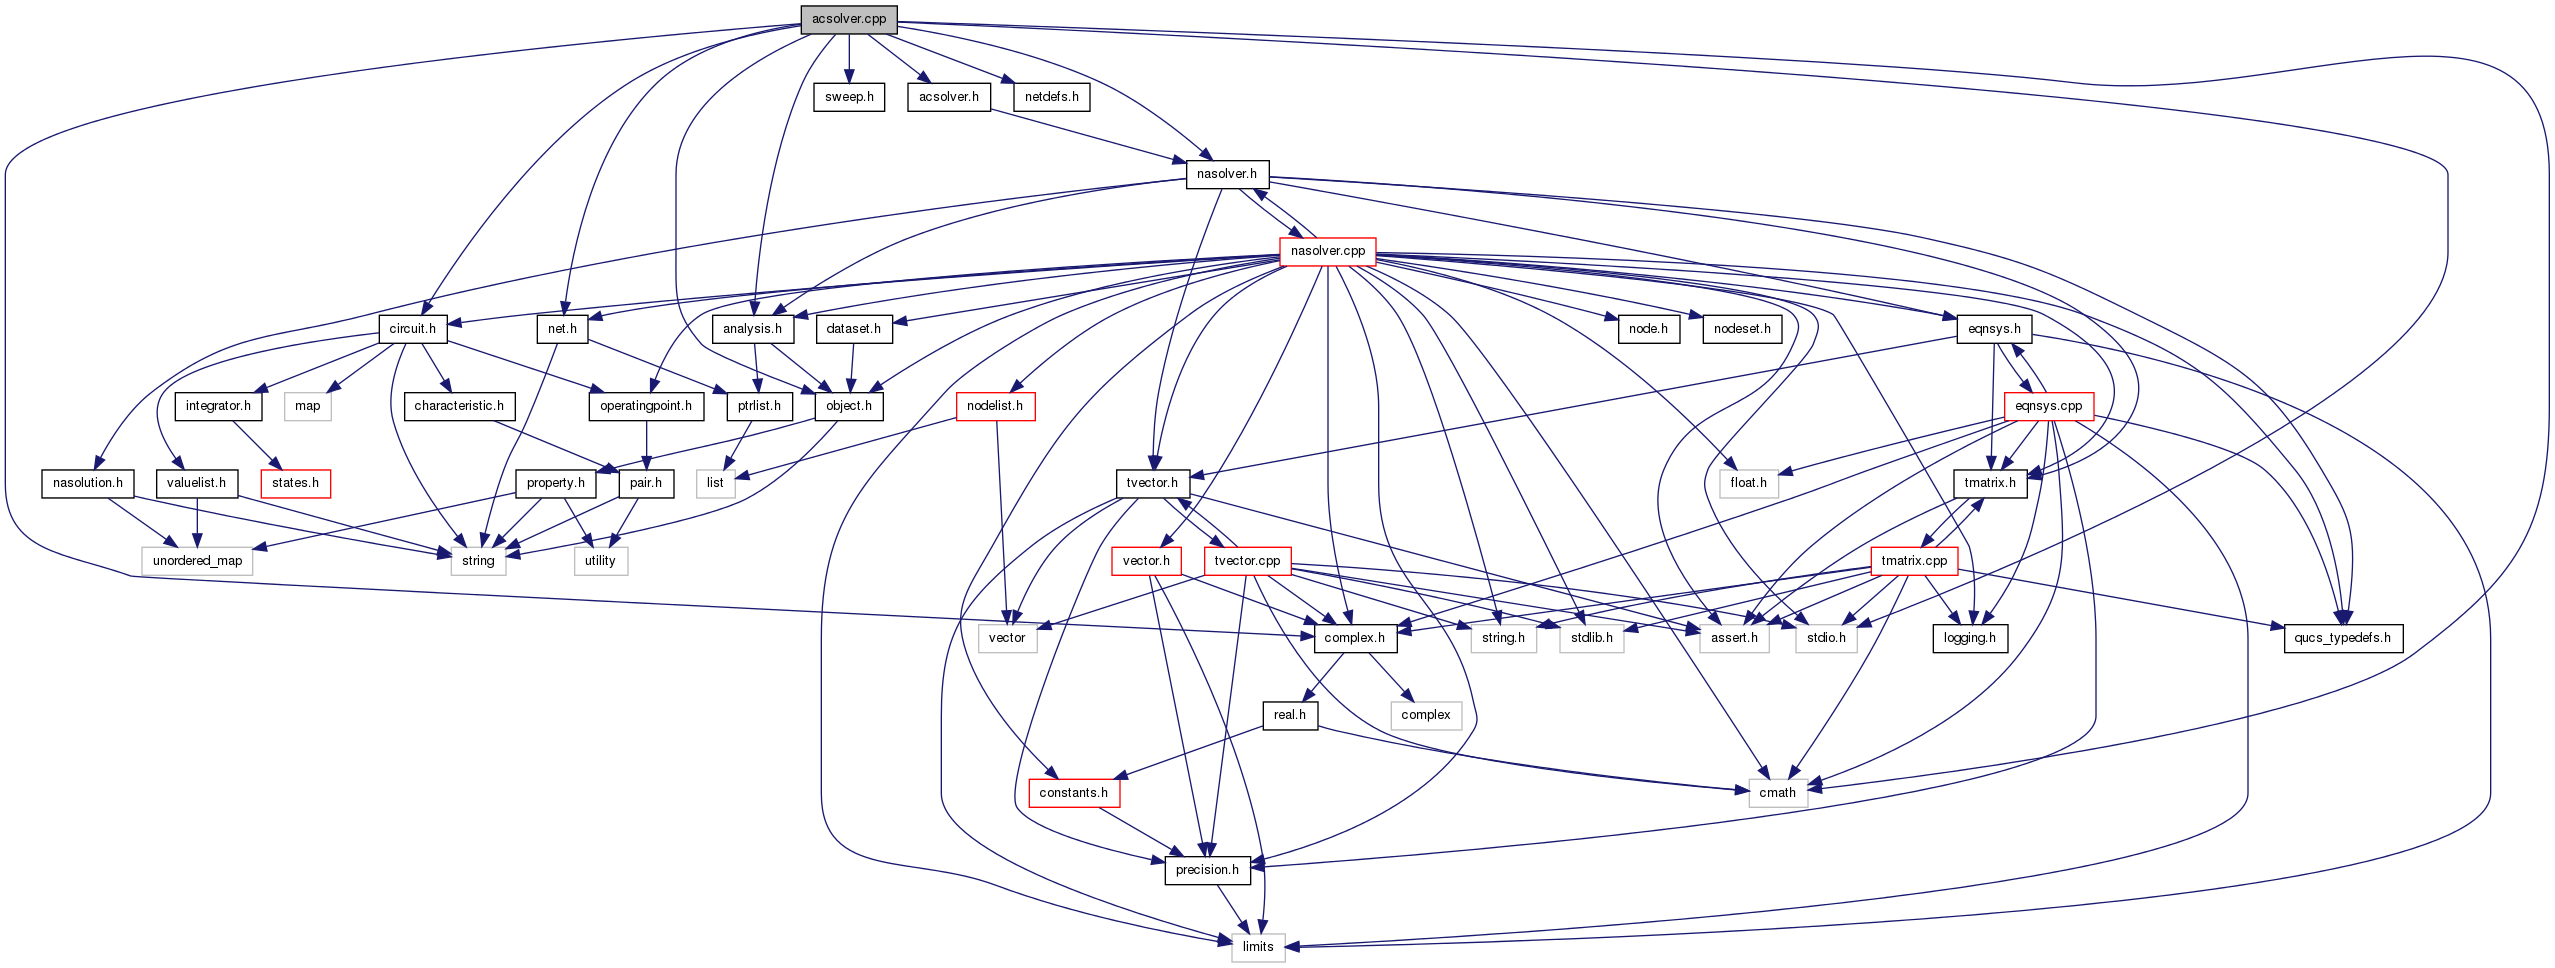 acsolver.cpp
sweep.h
acsolver.h
netdefs.h
nasolver.h
nasolver.cpp
circuit.h
net.h
analysis.h
dataset.h
node.h
nodeset.h
eqnsys.h
integrator.h
map
characteristic.h
operatingpoint.h
ptrlist.h
object.h
nodelist.h
eqnsys.cpp
nasolution.h
valuelist.h
states.h
property.h
pair.h
list
tvector.h
float.h
tmatrix.h
unordered_map
string
utility
vector.h
tvector.cpp
tmatrix.cpp
vector
complex.h
string.h
stdlib.h
assert.h
stdio.h
logging.h
qucs_typedefs.h
real.h
complex
constants.h
cmath
precision.h
limits